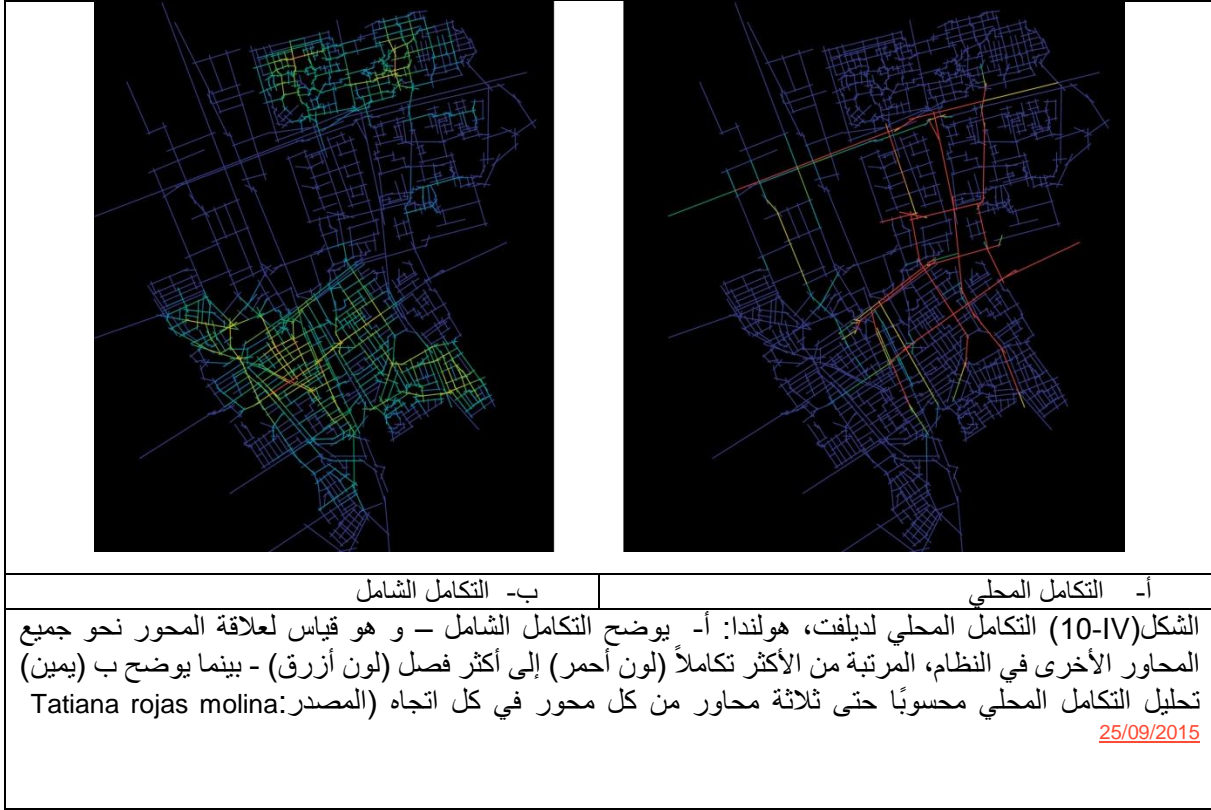 أ- التكامل المحلي
ب- التكامل الشامل
الشكل(10-IV) التكامل المحلي لديلفت، هولندا: أ- يوضح التكامل الشامل – و هو قياس لعلاقة المحور نحو جميع
المحاور الأخرى في النظام، المرتبة من الأكثر تكاملاً (لون أحمر) إلى أكثر فصل (لون أزرق) - بينما يوضح ب (يمين)
تحليل التكامل المحلي محسوبًا حتى ثلاثة محاور من كل محور في كل اتجاه (المصدر:Tatiana rojas molina
25/09/2015